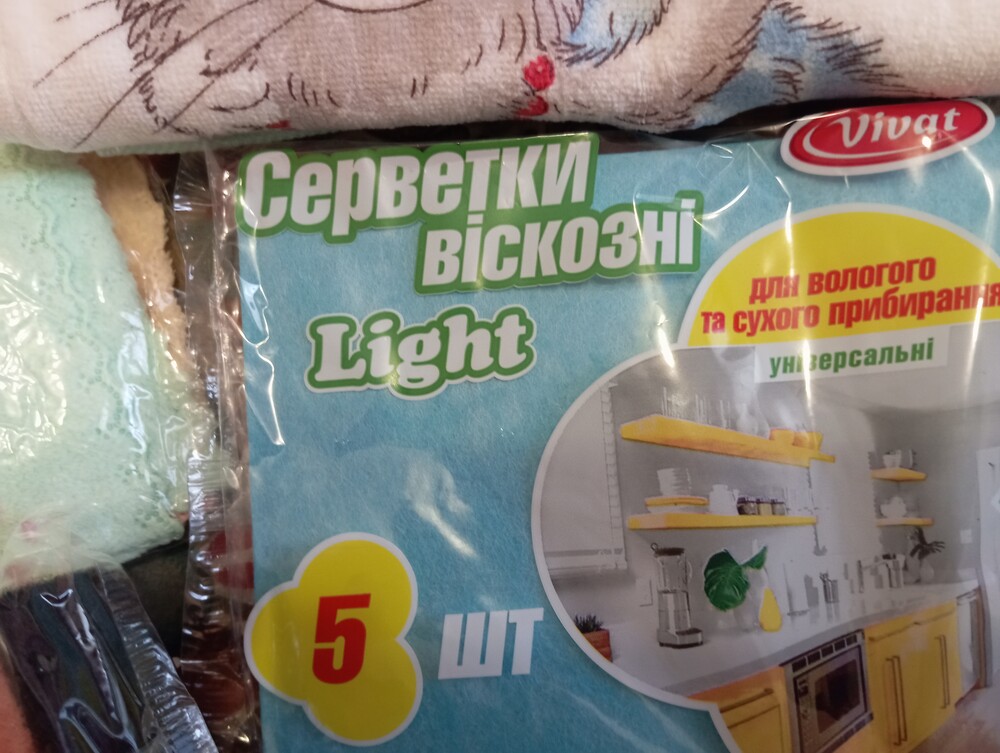 Vivat
Серветки
віскозні
Light
для вологого
та сухого прибирання
універсальні
5 шт